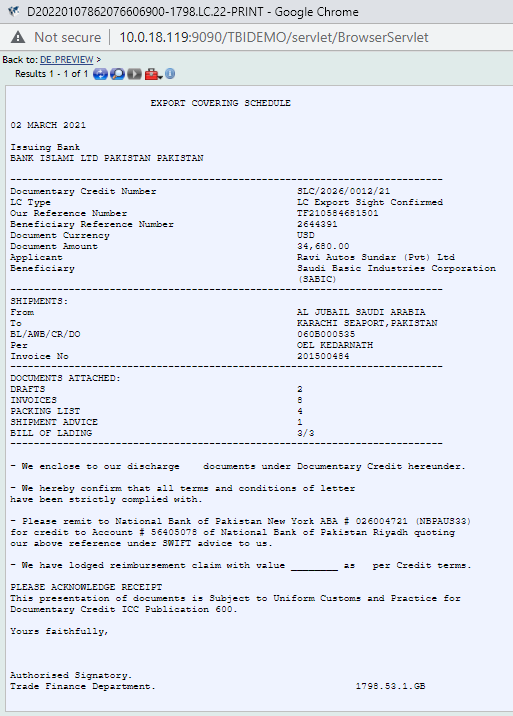 D20220107862076606900-1798.LC.22-PRINT - Google Chrome
Not secure | 10.0.18.119:9090/TBIDEMO/servlet/BrowserServlet
Back to: DE.PREVIEW >
Results 1 - 1 of 1
EXPORT COVERING SCHEDULE
02 MARCH 2021
Issuing Bank
BANK ISLAMI LTD PAKISTAN PAKISTAN
Documentary Credit Number SLC/2026/0012/21
LC Type LC Export Sight Confirmed
Our Reference Number TF210584681501
Beneficiary Reference Number 2644391
Document Currency USD
Document Amount 34,680.00
Applicant Ravi Autos Sundar (Pvt) Ltd
Beneficiary Saudi Basic Industries Corporation
(SABIC)
SHIPMENTS:
From AL JUBAIL SAUDI ARABIA
To KARACHI SEAPORT,PAKISTAN
BL/AWB/CR/DO 060B000535
Per OEL KEDARNATH
Invoice No 201500484
DOCUMENTS ATTACHED:
DRAFTS 2
INVOICES 8
PACKING LIST 4
SHIPMENT ADVICE 1
BILL OF LADING 3/3
- We enclose to our discharge documents under Documentary Credit hereunder.
- We hereby confirm that all terms and conditions of letter
have been strictly complied with.
- Please remit to National Bank of Pakistan New York ABA # 026004721 (NBPAUS33)
for credit to Account # 56405078 of National Bank of Pakistan Riyadh quoting
our above reference under SWIFT advice to us.
- We have lodged reimbursement claim with value ________ as per Credit terms.
PLEASE ACKNOWLEDGE RECEIPT
This presentation of documents is Subject to Uniform Customs and Practice for
Documentary Credit ICC Publication 600.
Yours faithfully,
Authorised Signatory.
Trade Finance Department. 1798.53.1.GB